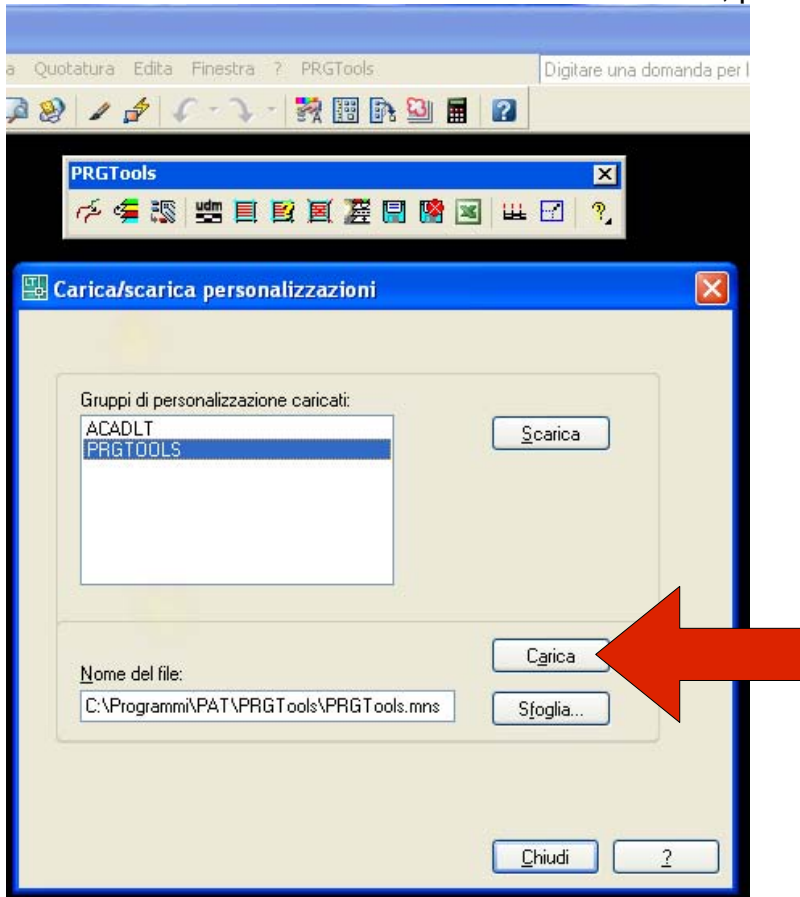 a Quotatura Edita Finestra ? PRGTools Digitare una domanda per l
PRGTools
udm
Carica/scarica personalizzazioni
Gruppi di personalizzazione caricati:
ACADLT
Scarica
PRGTOOLS
Carica
Nome del file:
C:\Programmi\PAT\PRGTools\PRGTools.mns
Sfoglia...
Chiudi ?